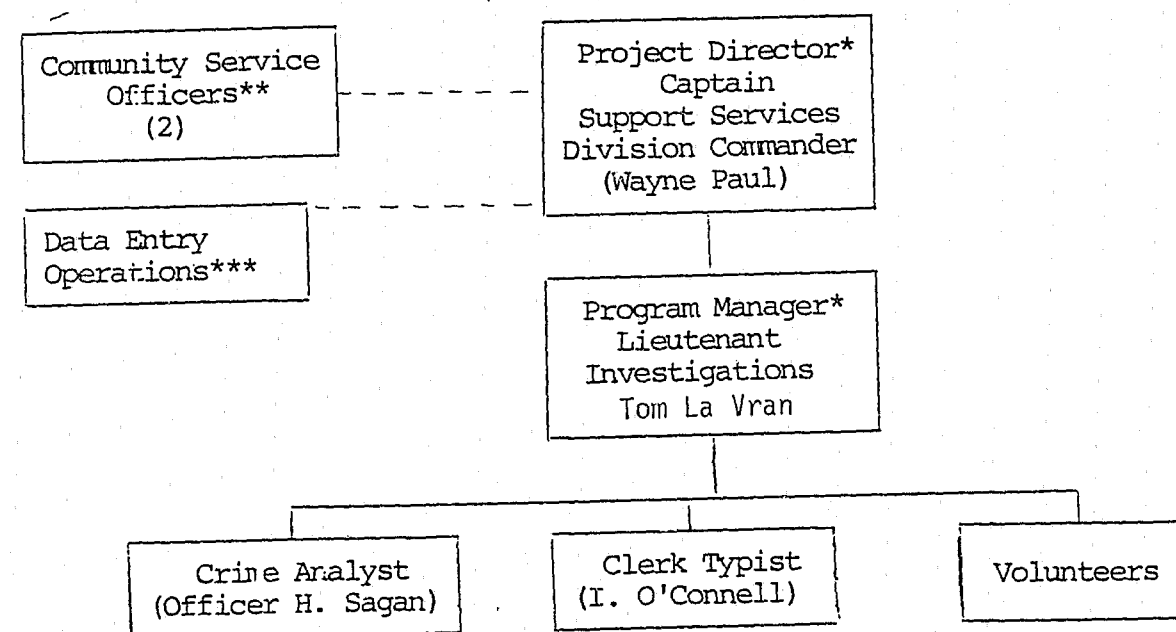 Community Service
Officers**
(2)
Project Director*
Captain
Support Services
Division Commander
(Wayne Paul)
Data Entry
Operations***
Program Manager*
Lieutenant
Investigations
Tom La Vran
Crime Analyst
(Officer H. Sagan)
Clerk Typist
(I. O'Connell)
Volunteers